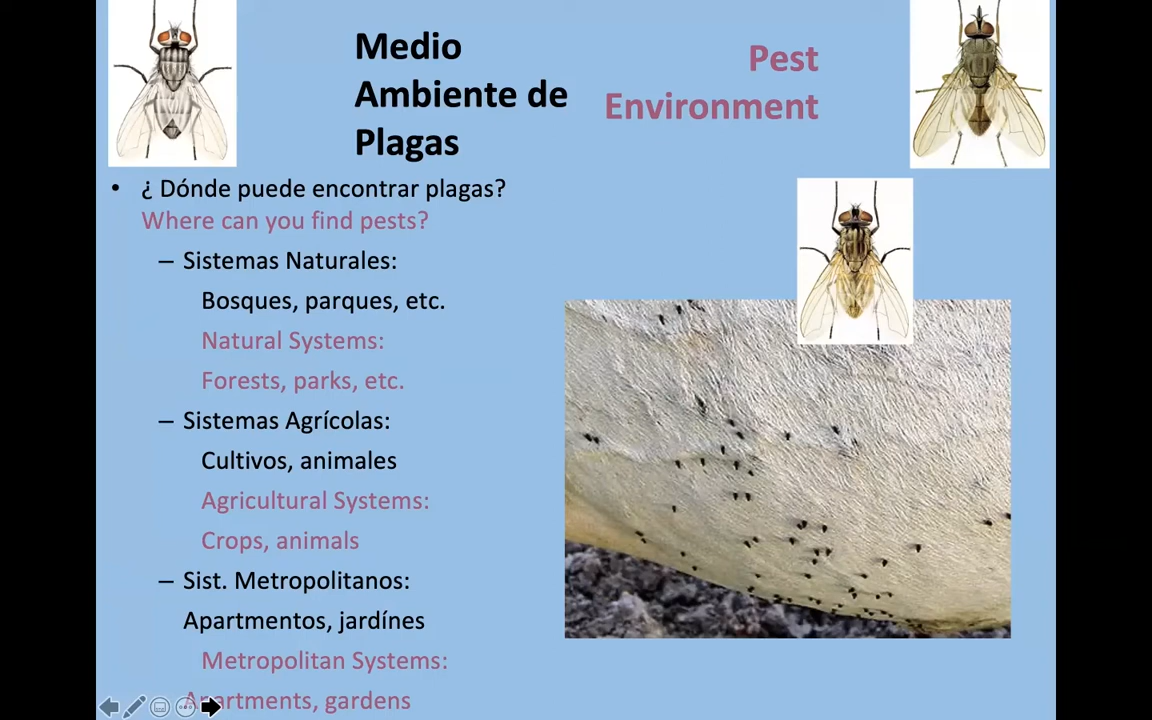 Medio
Ambiente de
Plagas
Pest
Environment
• ¿ Dónde puede encontrar plagas?
Where can you find pests?
– Sistemas Naturales:
Bosques, parques, etc.
Natural Systems:
Forests, parks, etc.
– Sistemas Agrícolas:
Cultivos, animales
Agricultural Systems:
Crops, animals
– Sist. Metropolitanos:
Apartmentos, jardínes
Metropolitan Systems:
Apartments, gardens